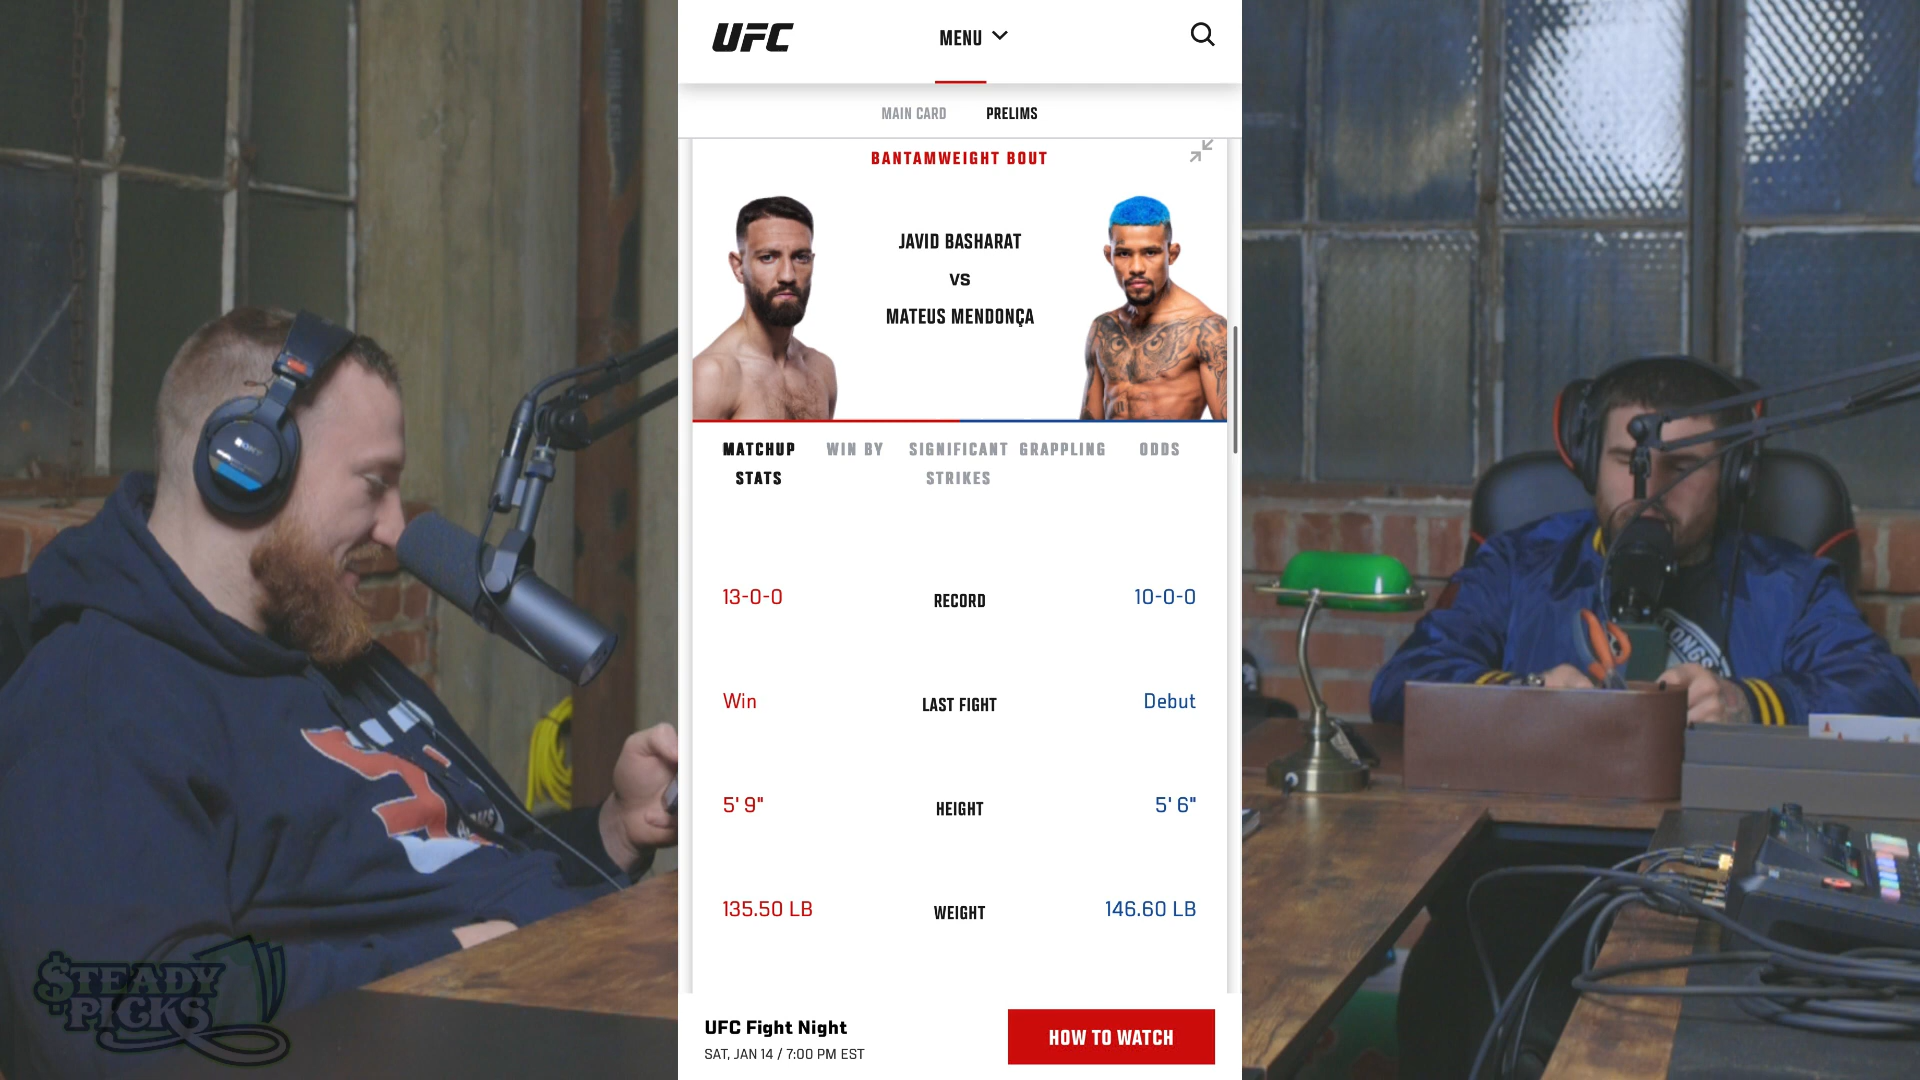 UFC
MENU
MAIN CARD PRELIMS
BANTAMWEIGHT BOUT
JAVID BASHARAT
VS
MATEUS MENDONÇA
MATCHUP STATS
WIN BY
SIGNIFICANT STRIKES
GRAPPLING
ODDS
13-0-0 RECORD 10-0-0
Win LAST FIGHT Debut
5' 9" HEIGHT 5' 6"
135.50 LB WEIGHT 146.60 LB
UFC Fight Night
SAT, JAN 14 / 7:00 PM EST
HOW TO WATCH
SONY
$TEADY
PICKS